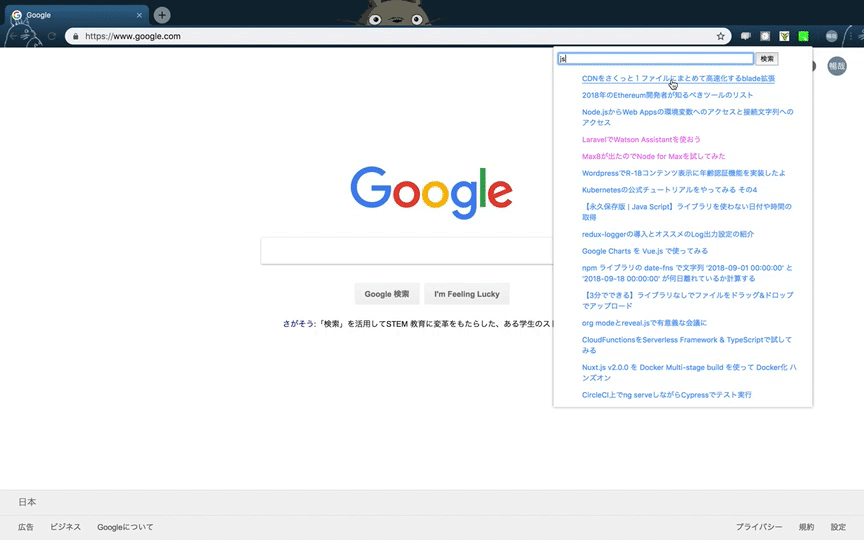 Google
https://www.google.com
暢哉
js
検索
暢哉
CDNをさくっと1ファイルにまとめて高速化するblade拡張
2018年のEthereum開発者が知るべきツールのリスト
Node.jsからWeb Appsの環境変数へのアクセスと接続文字列への
アクセス
LaravelでWatson Assistantを使おう
Max8が出たのでNode for Maxを試してみた
WordpressでR-18コンテンツ表示に年齢認証機能を実装したよ
Kubernetesの公式チュートリアルをやってみる その4
【永久保存版 | Java Script】ライブラリを使わない日付や時間の
取得
redux-loggerの導入とオススメのLog出力設定の紹介
Google Charts を Vue.js で使ってみる
npm ライブラリの date-fns で文字列 '2018-09-01 00:00:00' と
'2018-09-18 00:00:00' が何日離れているか計算する
【3分でできる】ライブラリなしでファイルをドラッグ&ドロップ
でアップロード
org modeとreveal.jsで有意義な会議に
CloudFunctionsをServerless Framework & TypeScriptで試して
みる
Nuxt.js v2.0.0 を Docker Multi-stage build を使って Docker化 ハ
ンズオン
CircleCI上でng serveしながらCypressでテスト実行
Google
Google 検索
I'm Feeling Lucky
さがそう:「検索」を活用してSTEM 教育に変革をもたらした、ある学生のスト
日本
広告
ビジネス
Googleについて
プライバシー
規約
設定